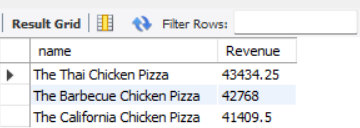 Result Grid Filter Rows:
name Revenue
The Thai Chicken Pizza 43434.25
The Barbecue Chicken Pizza 42768
The California Chicken Pizza 41409.5